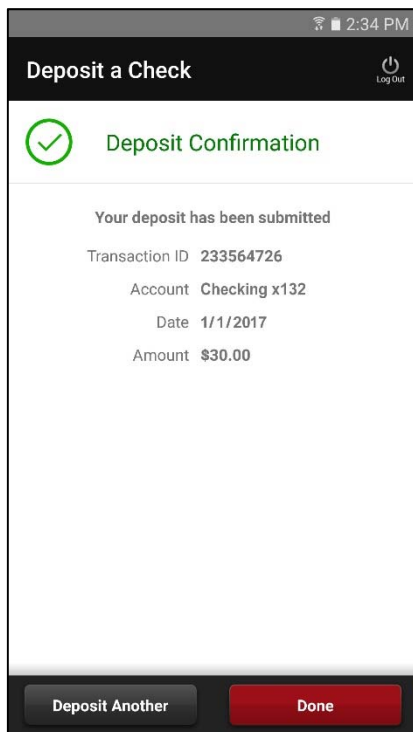 2:34 PM
Deposit a Check
Log Out
Deposit Confirmation
Your deposit has been submitted
Transaction ID 233564726
Account Checking x132
Date 1/1/2017
Amount $30.00
Deposit Another Done